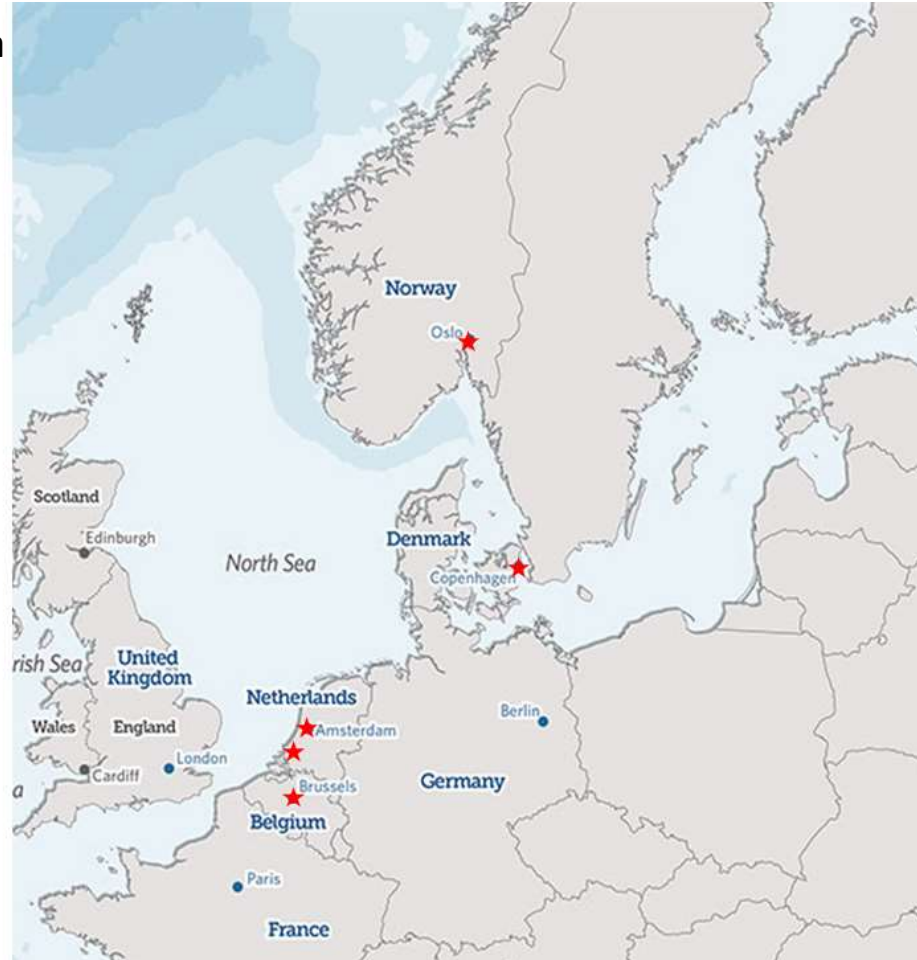 Norway
Oslo
Scotland
Edinburgh
Denmark
North Sea
Copenhagen
rish Sea
United
Kingdom
Netherlands
Berlin
Wales
England
Amsterdam
London
Cardiff
Brussels
Germany
a
Belgium
Paris
France